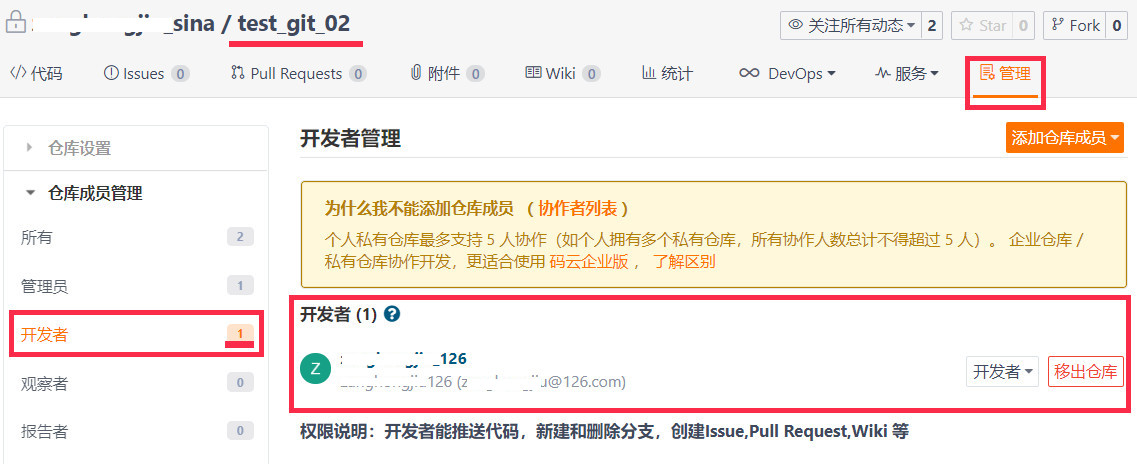 _sina / test_git_02
关注所有动态 2
Star 0
Fork 0
代码
Issues 0
Pull Requests 0
附件 0
Wiki 0
统计
DevOps
服务
管理
仓库设置
仓库成员管理
所有 2
管理员 1
开发者 1
观察者 0
报告者 0
开发者管理
添加仓库成员
为什么我不能添加仓库成员 （ 协作者列表 ）
个人私有仓库最多支持 5 人协作（如个人拥有多个私有仓库，所有协作人数总计不得超过 5 人）。 企业仓库 /
私有仓库协作开发，更适合使用 码云企业版 ， 了解区别
开发者 (1) ?
Z
_126
@126.com)
开发者
移出仓库
权限说明：开发者能推送代码，新建和删除分支，创建Issue,Pull Request,Wiki 等